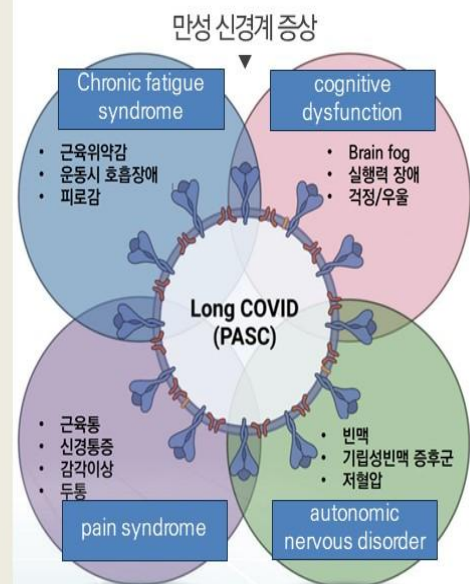 만성 신경계 증상
Chronic fatigue
syndrome
• 근육위약감
• 운동시 호흡장애
• 피로감
cognitive
dysfunction
• Brain fog
• 실행력 장애
• 걱정/우울
Long COVID
(PASC)
• 근육통
• 신경통증
• 감각이상
• 두통
pain syndrome
• 빈맥
• 기립성빈맥 증후군
• 저혈압
autonomic
nervous disorder